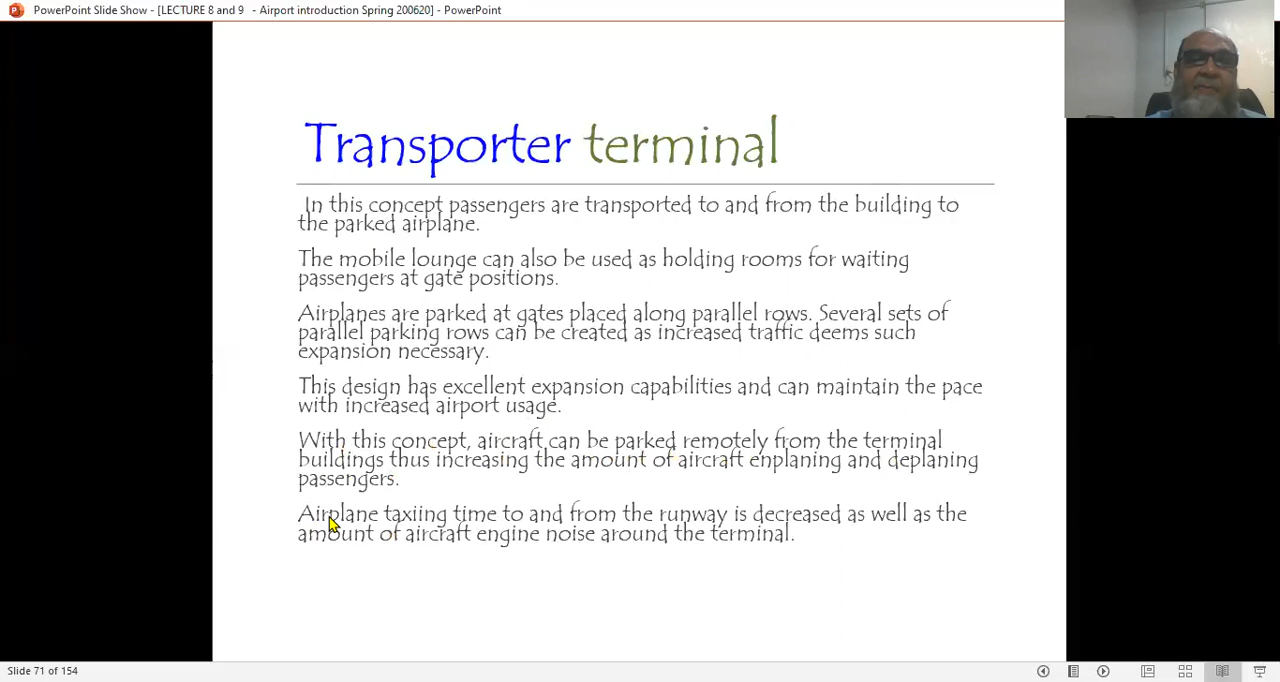 PowerPoint Slide Show - [LECTURE 8 and 9 - Airport introduction Spring 200620] - PowerPoint
Transporter terminal
In this concept passengers are transported to and from the building to
the parked airplane.
The mobile lounge can also be used as holding rooms for waiting
passengers at gate positions.
Airplanes are parked at gates placed along parallel rows. Several sets of
parallel parking rows can be created as increased traffic deems such
expansion necessary.
This design has excellent expansion capabilities and can maintain the pace
with increased airport usage.
With this concept, aircraft can be parked remotely from the terminal
buildings thus increasing the amount of aircraft enplaning and deplaning
passengers.
Airplane taxiing time to and from the runway is decreased as well as the
amount of aircraft engine noise around the terminal.
Slide 71 of 154